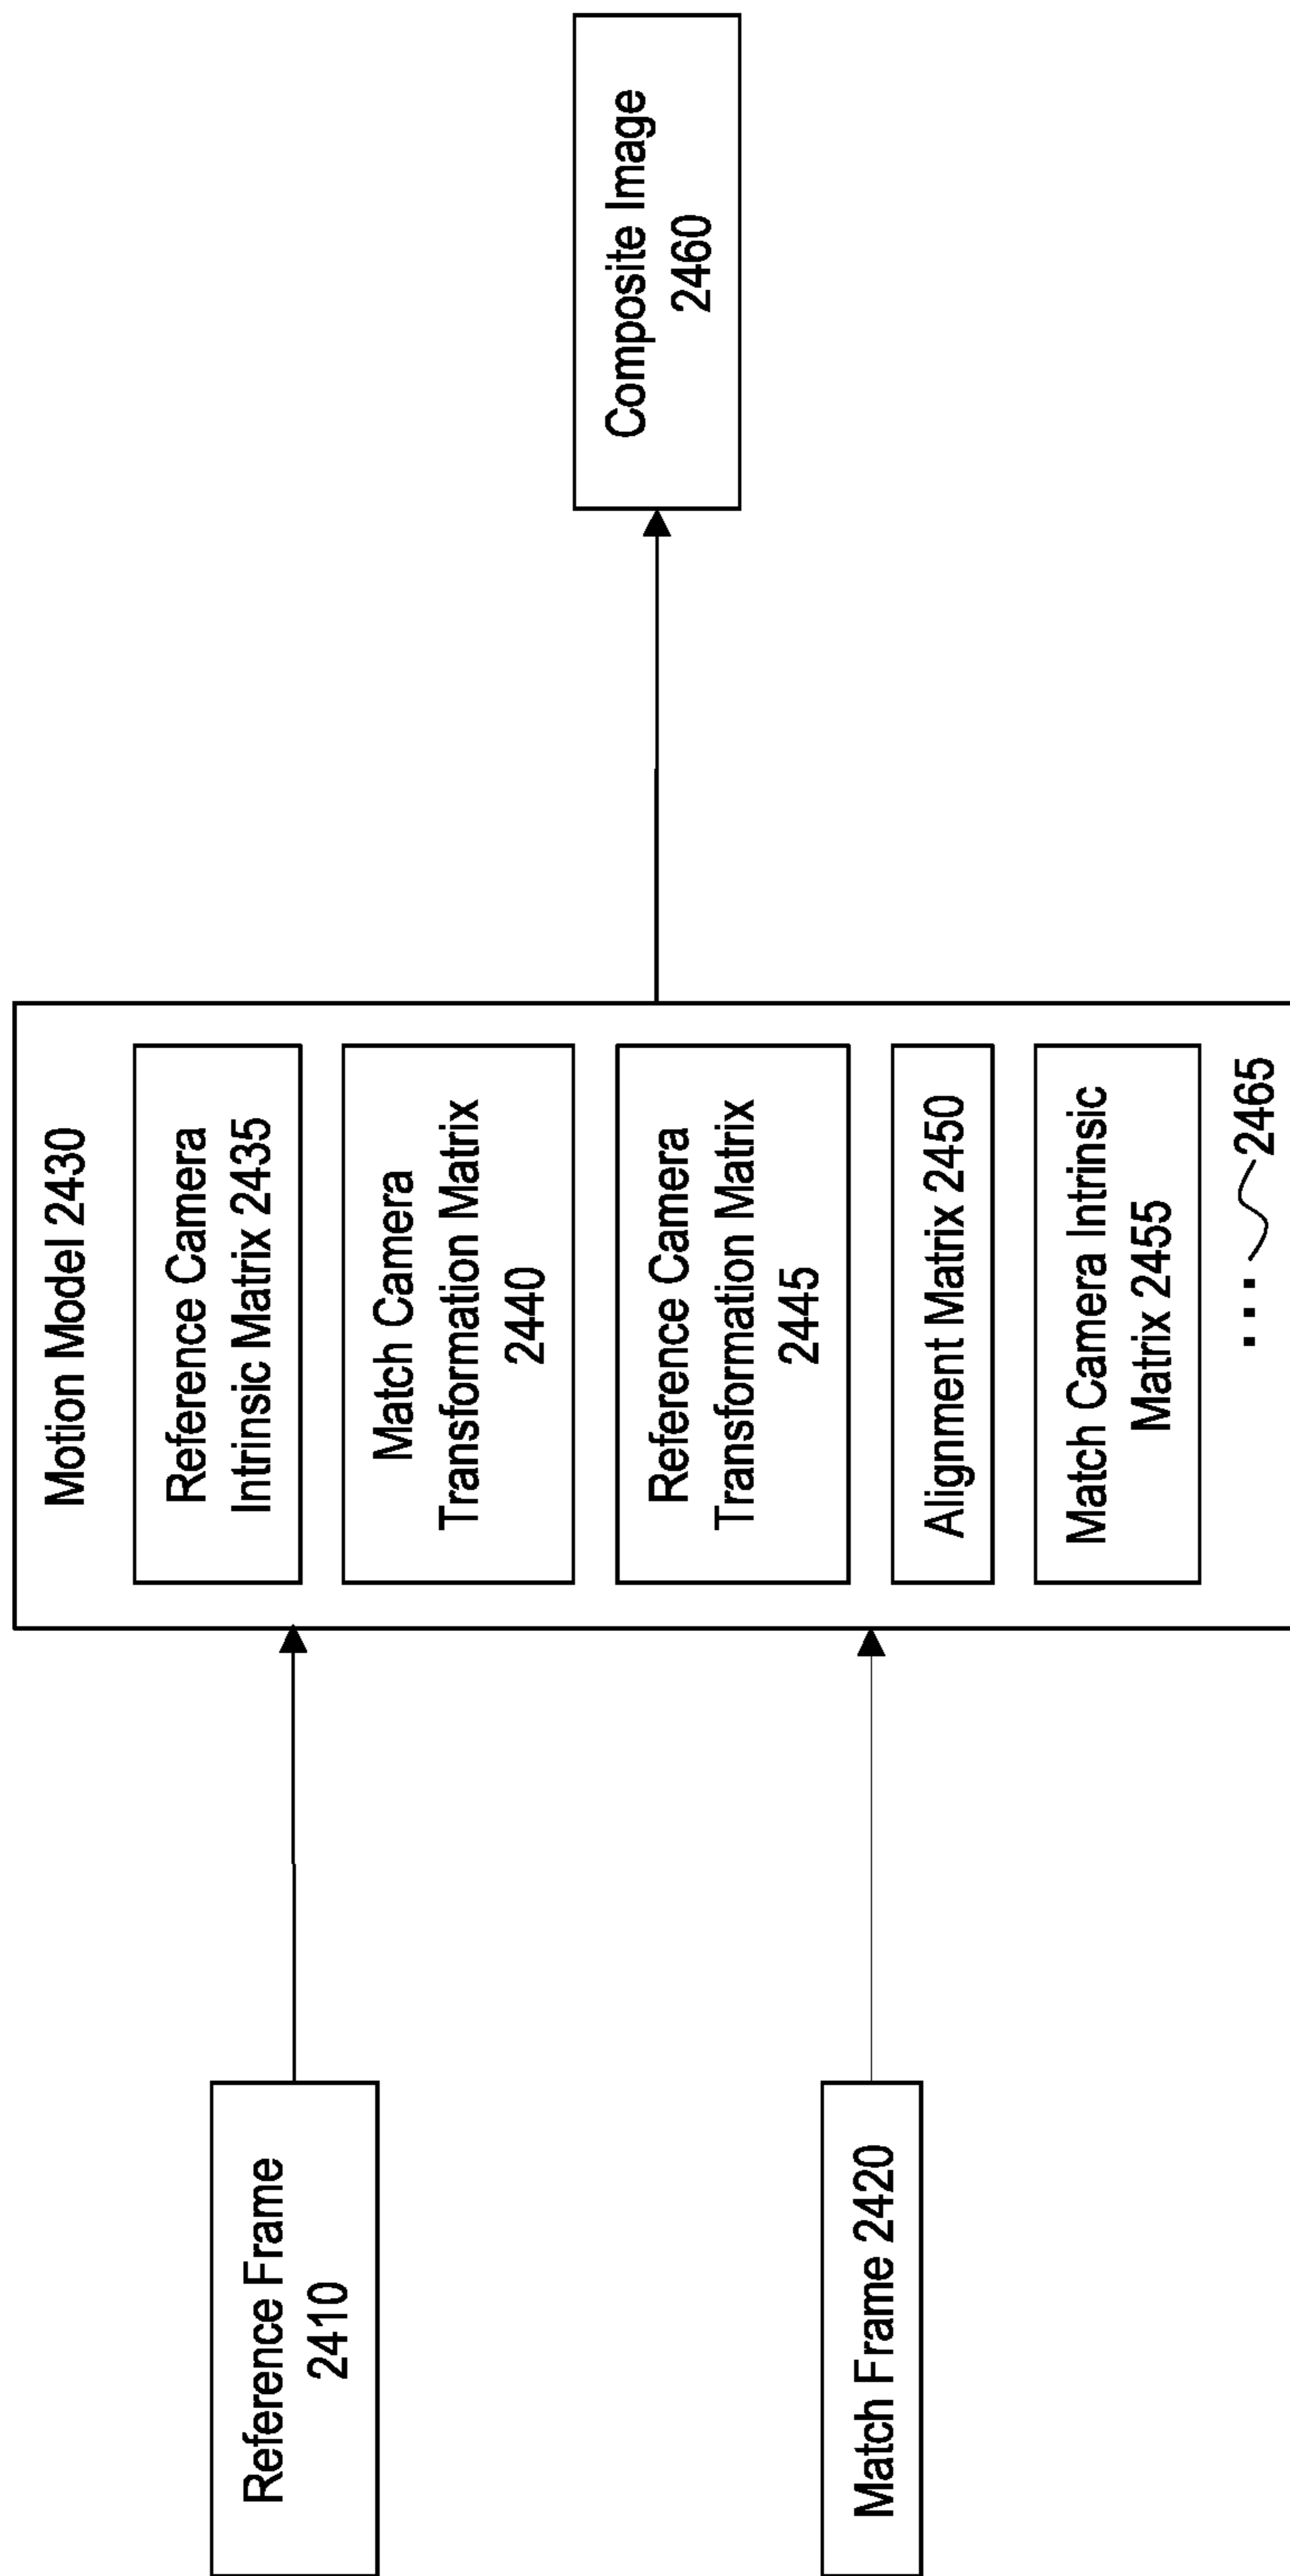 Reference Frame
2410
Match Frame 2420
Motion Model 2430
Reference Camera
Intrinsic Matrix 2435
Match Camera
Transformation Matrix
2440
Reference Camera
Transformation Matrix
2445
Alignment Matrix 2450
Match Camera Intrinsic
Matrix 2455
... 2465
Composite Image
2460